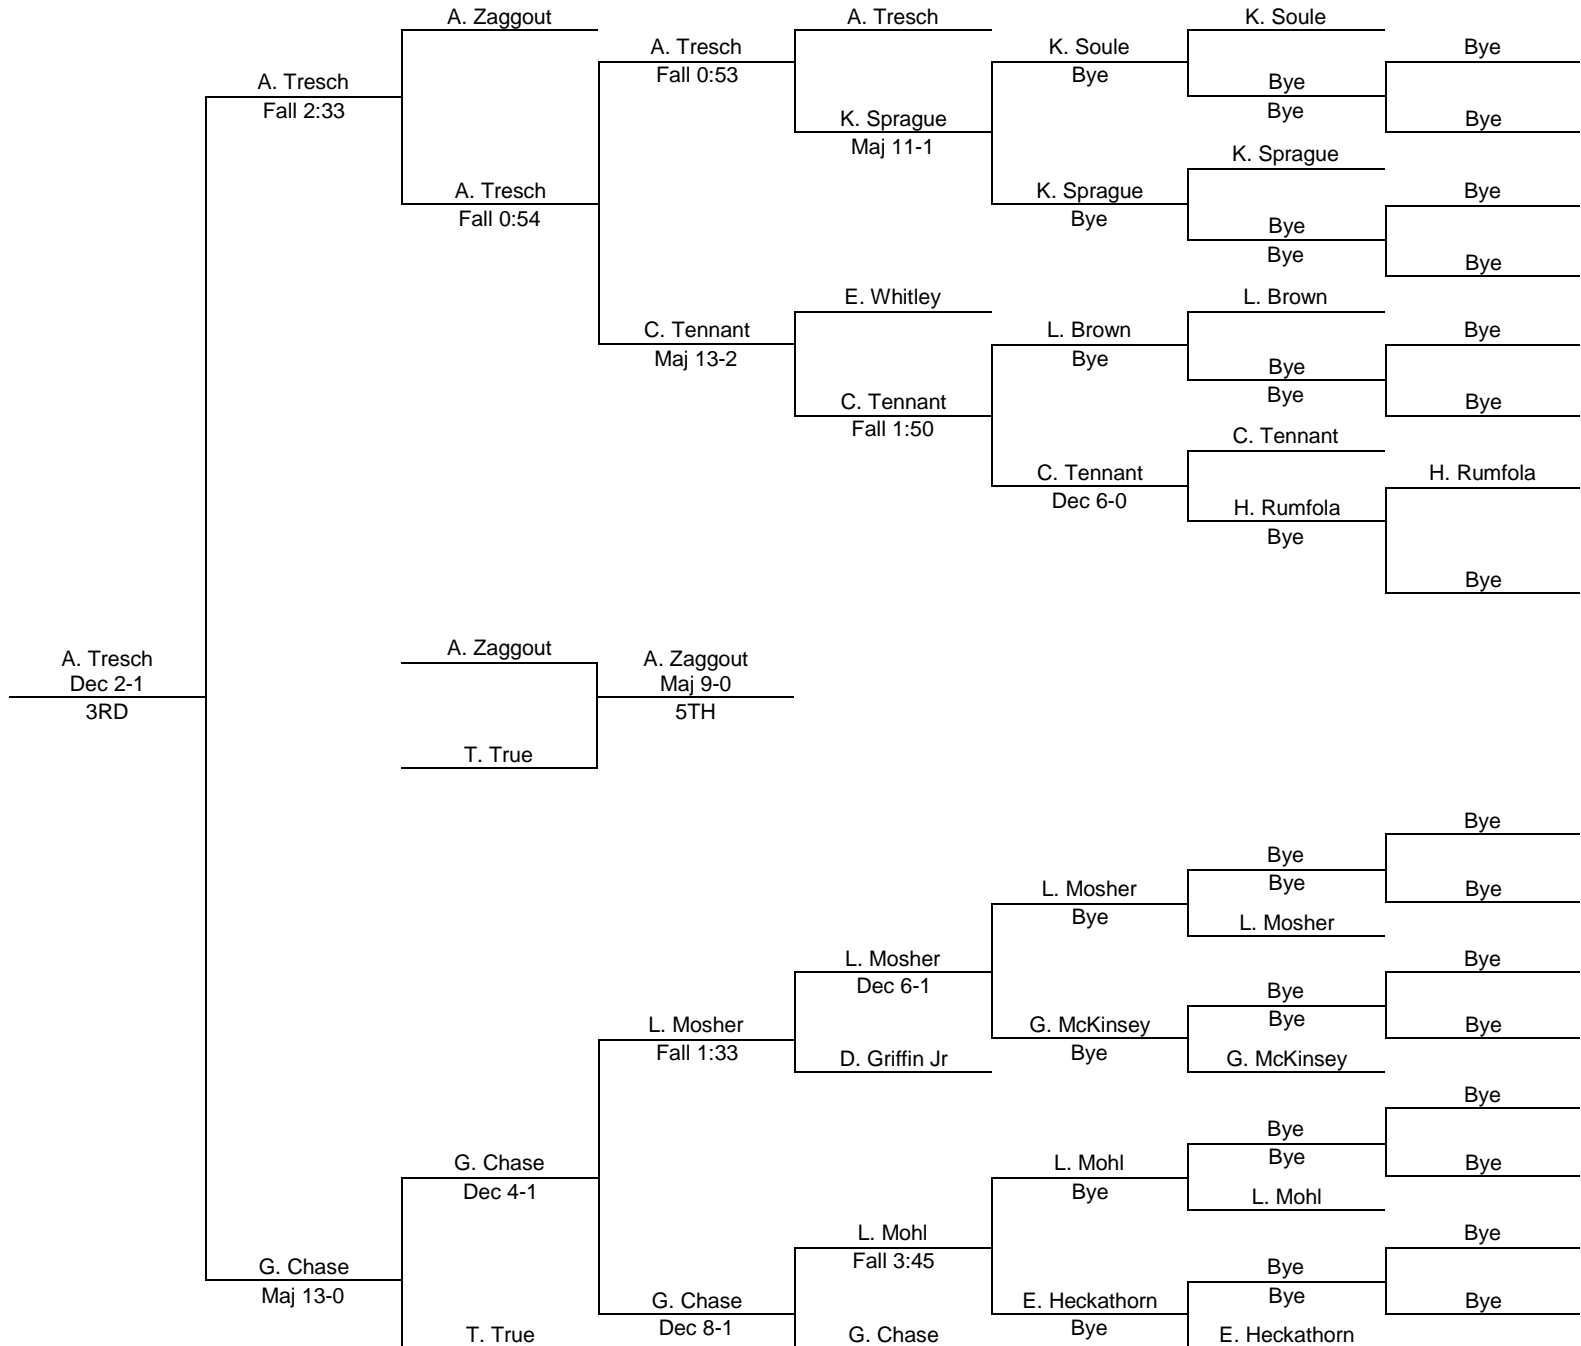 A. Zaggout
A. Tresch
K. Soule
A. Tresch
K. Soule
Bye
Fall 0:53
Bye
A. Tresch
Bye
Fall 2:33
Bye
K. Sprague
Bye
Maj 11-1
K. Sprague
A. Tresch
K. Sprague
Bye
Fall 0:54
Bye
Bye
Bye
Bye
E. Whitley
L. Brown
C. Tennant
L. Brown
Bye
Maj 13-2
Bye
Bye
Bye
C. Tennant
Bye
Fall 1:50
C. Tennant
C. Tennant
H. Rumfola
Dec 6-0
H. Rumfola
Bye
Bye
A. Zaggout
A. Tresch
A. Zaggout
Dec 2-1
Maj 9-0
3RD
5TH
T. True
Bye
Bye
L. Mosher
Bye
Bye
Bye
L. Mosher
L. Mosher
Bye
Dec 6-1
Bye
L. Mosher
G. McKinsey
Bye
Bye
Fall 1:33
D. Griffin Jr
Bye
G. McKinsey
Bye
Bye
G. Chase
L. Mohl
Bye
Bye
Dec 4-1
Bye
L. Mohl
L. Mohl
Bye
Fall 3:45
G. Chase
Bye
Maj 13-0
G. Chase
E. Heckathorn
Bye
Bye
Dec 8-1
Bye
T. True
G. Chase
E. Heckathorn